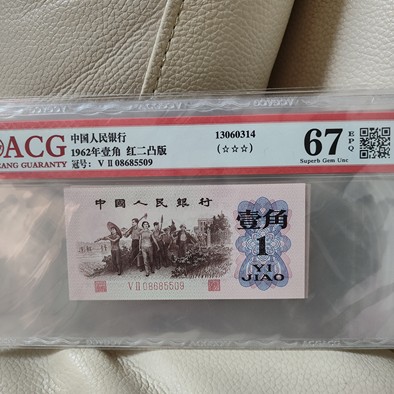 ACG
ANG GUARANTY
中国人民银行
1962年壹角 红二凸版
冠号: V II 08685509
13060314
(☆☆☆)
67 EPQ
Superb Gem Unc
中國人民銀行
壹角
1
YI
JIAO
V II 08685509